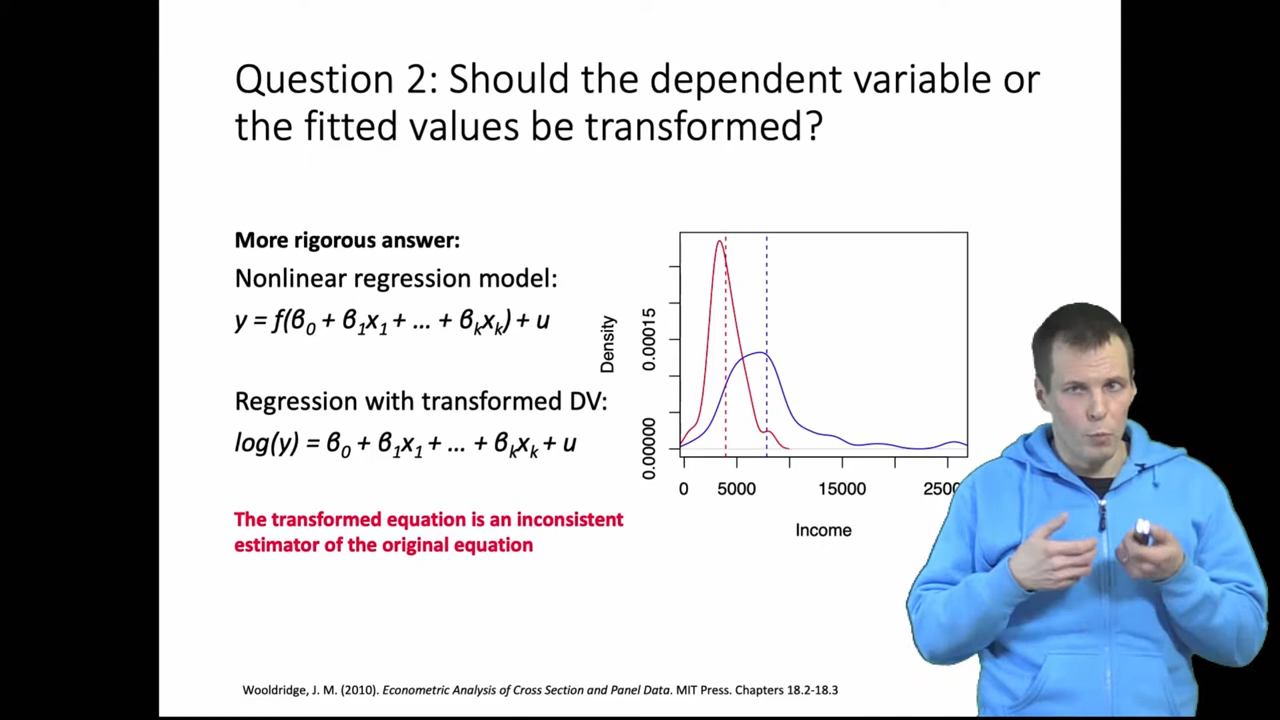 Question 2: Should the dependent variable or
the fitted values be transformed?
More rigorous answer:
Nonlinear regression model:
y = f(β₀ + β₁x₁ + … + βₖxₖ) + u
Regression with transformed DV:
log(y) = β₀ + β₁x₁ + … + βₖxₖ + u
The transformed equation is an inconsistent
estimator of the original equation
Density
0.00015
0.00000
0 5000 15000
Income
Wooldridge, J. M. (2010). Econometric Analysis of Cross Section and Panel Data. MIT Press. Chapters 18.2-18.3